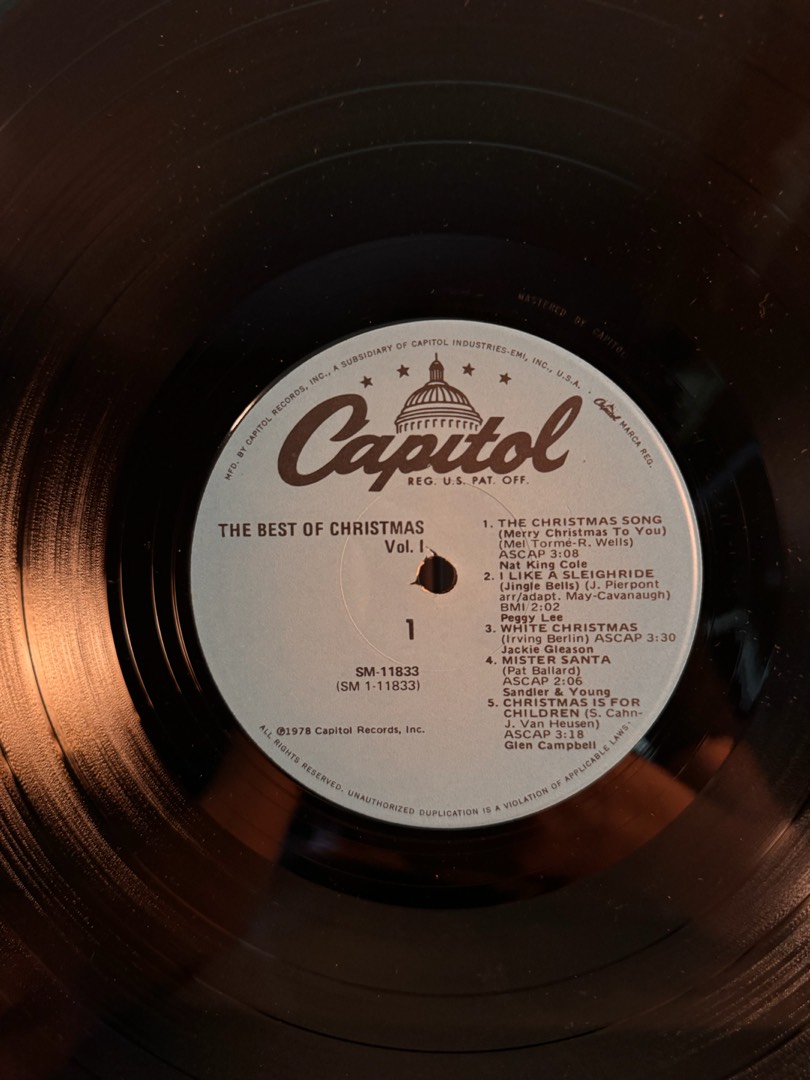 MASTERED BY CAPITOL
MFD. BY CAPITOL RECORDS, INC., A SUBSIDIARY OF CAPITOL INDUSTRIES-EMI, INC., U.S.A. · Capitol MARCA REG.
Capitol
REG. U.S. PAT. OFF.
THE BEST OF CHRISTMAS
Vol. I
1
SM-11833
(SM 1-11833)
℗1978 Capitol Records, Inc.
1. THE CHRISTMAS SONG
(Merry Christmas To You)
(Mel Tormé-R. Wells)
ASCAP 3:08
Nat King Cole
2. I LIKE A SLEIGHRIDE
(Jingle Bells) (J. Pierpont
arr/adapt. May-Cavanaugh)
BMI 2:02
Peggy Lee
3. WHITE CHRISTMAS
(Irving Berlin) ASCAP 3:30
Jackie Gleason
4. MISTER SANTA
(Pat Ballard)
ASCAP 2:06
Sandler & Young
5. CHRISTMAS IS FOR
CHILDREN (S. Cahn-
J. Van Heusen)
ASCAP 3:18
Glen Campbell
ALL RIGHTS RESERVED. UNAUTHORIZED DUPLICATION IS A VIOLATION OF APPLICABLE LAWS.